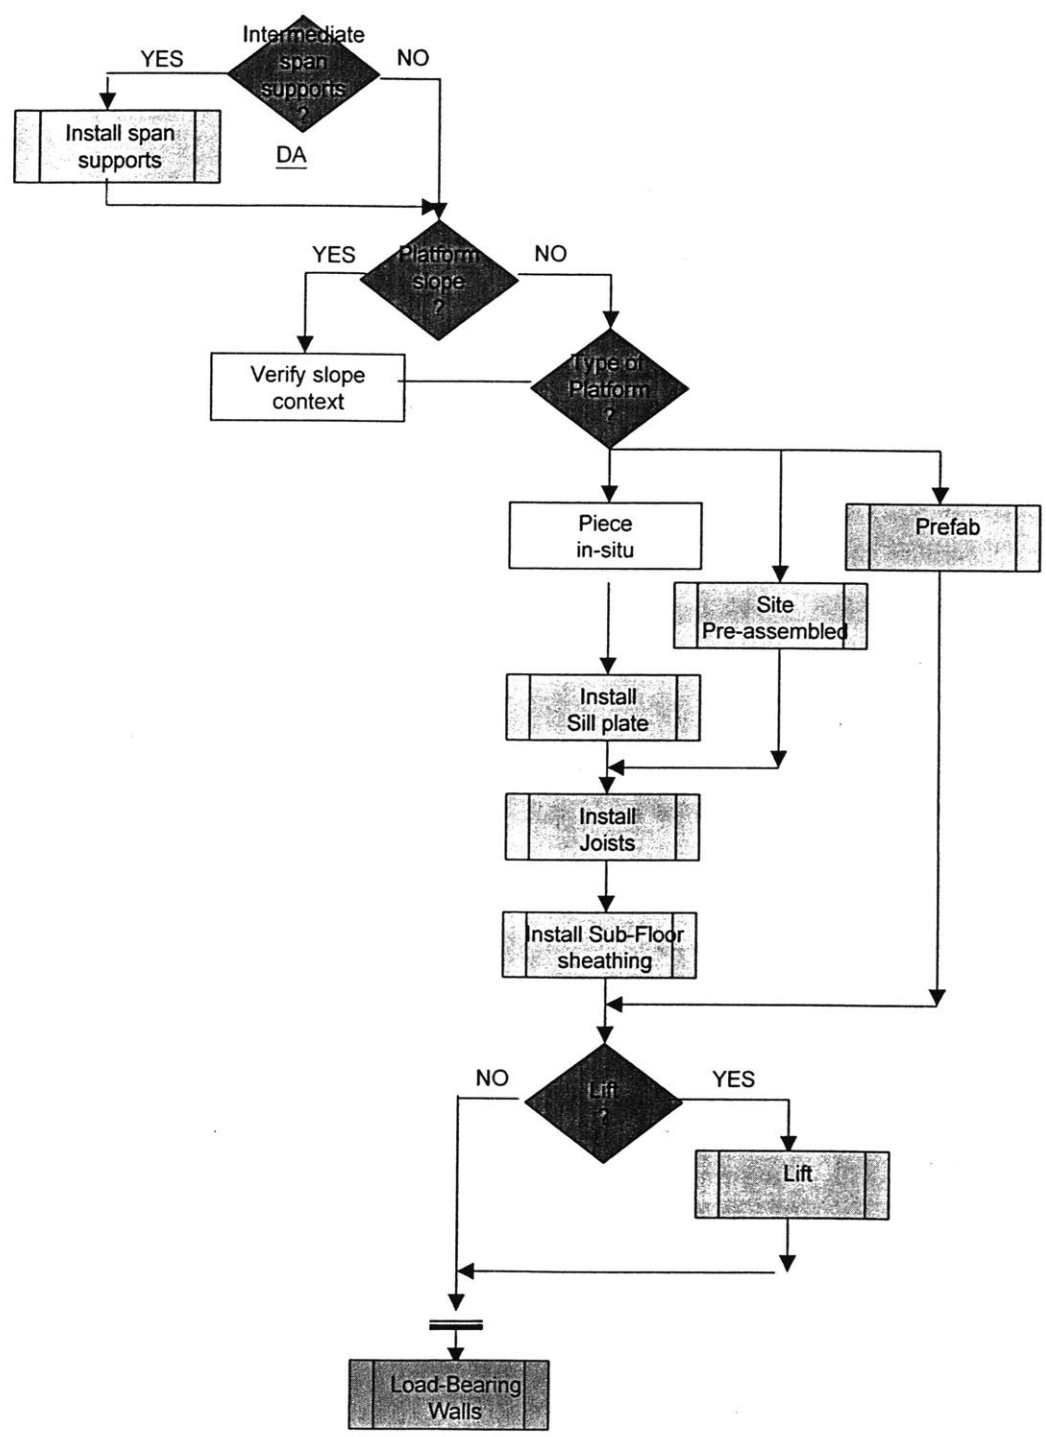 Intermediate
span
supports
?
YES
NO
Install span
supports
DA
Platform
slope
?
YES
NO
Verify slope
context
Type of
Platform
?
Piece
in-situ
Prefab
Site
Pre-assembled
Install
Sill plate
Install
Joists
Install Sub-Floor
sheathing
Lift
?
NO
YES
Lift
Load-Bearing
Walls